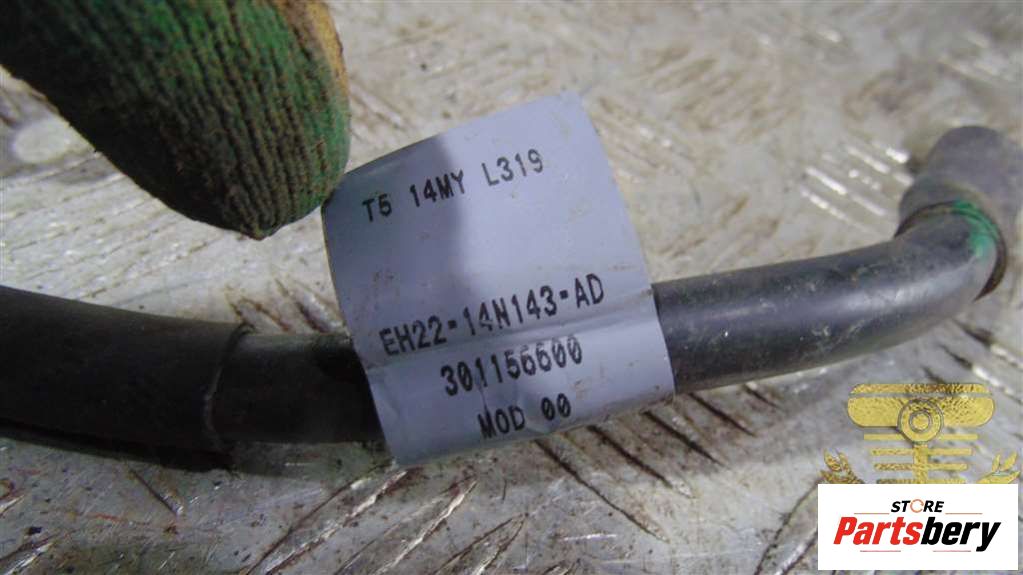 T5 14MY L319
EH22-14N143-AD
301156600
MOD 00
STORE
Partsbery